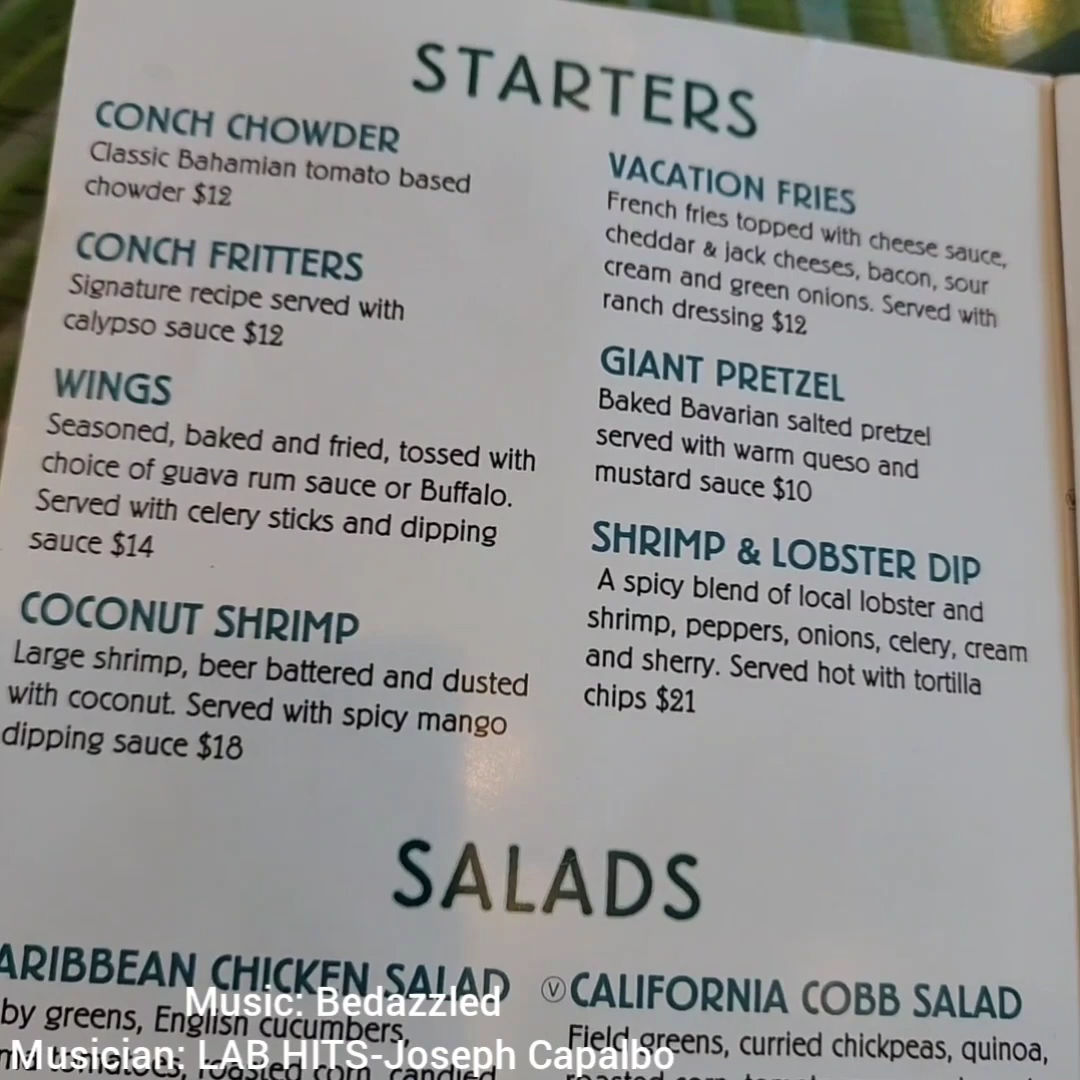 STARTERS
CONCH CHOWDER
Classic Bahamian tomato based
chowder $12
CONCH FRITTERS
Signature recipe served with
calypso sauce $12
WINGS
Seasoned, baked and fried, tossed with
choice of guava rum sauce or Buffalo.
Served with celery sticks and dipping
sauce $14
COCONUT SHRIMP
Large shrimp, beer battered and dusted
with coconut. Served with spicy mango
dipping sauce $18
VACATION FRIES
French fries topped with cheese sauce,
cheddar & jack cheeses, bacon, sour
cream and green onions. Served with
ranch dressing $12
GIANT PRETZEL
Baked Bavarian salted pretzel
served with warm queso and
mustard sauce $10
SHRIMP & LOBSTER DIP
A spicy blend of local lobster and
shrimp, peppers, onions, celery, cream
and sherry. Served hot with tortilla
chips $21
SALADS
ARIBBEAN CHICKEN SALAD
by greens, English cucumbers,
tomatoes, roasted corn, candied
V CALIFORNIA COBB SALAD
Field greens, curried chickpeas, quinoa,
Music: Bedazzled
Musician: LAB HITS-Joseph Capalbo